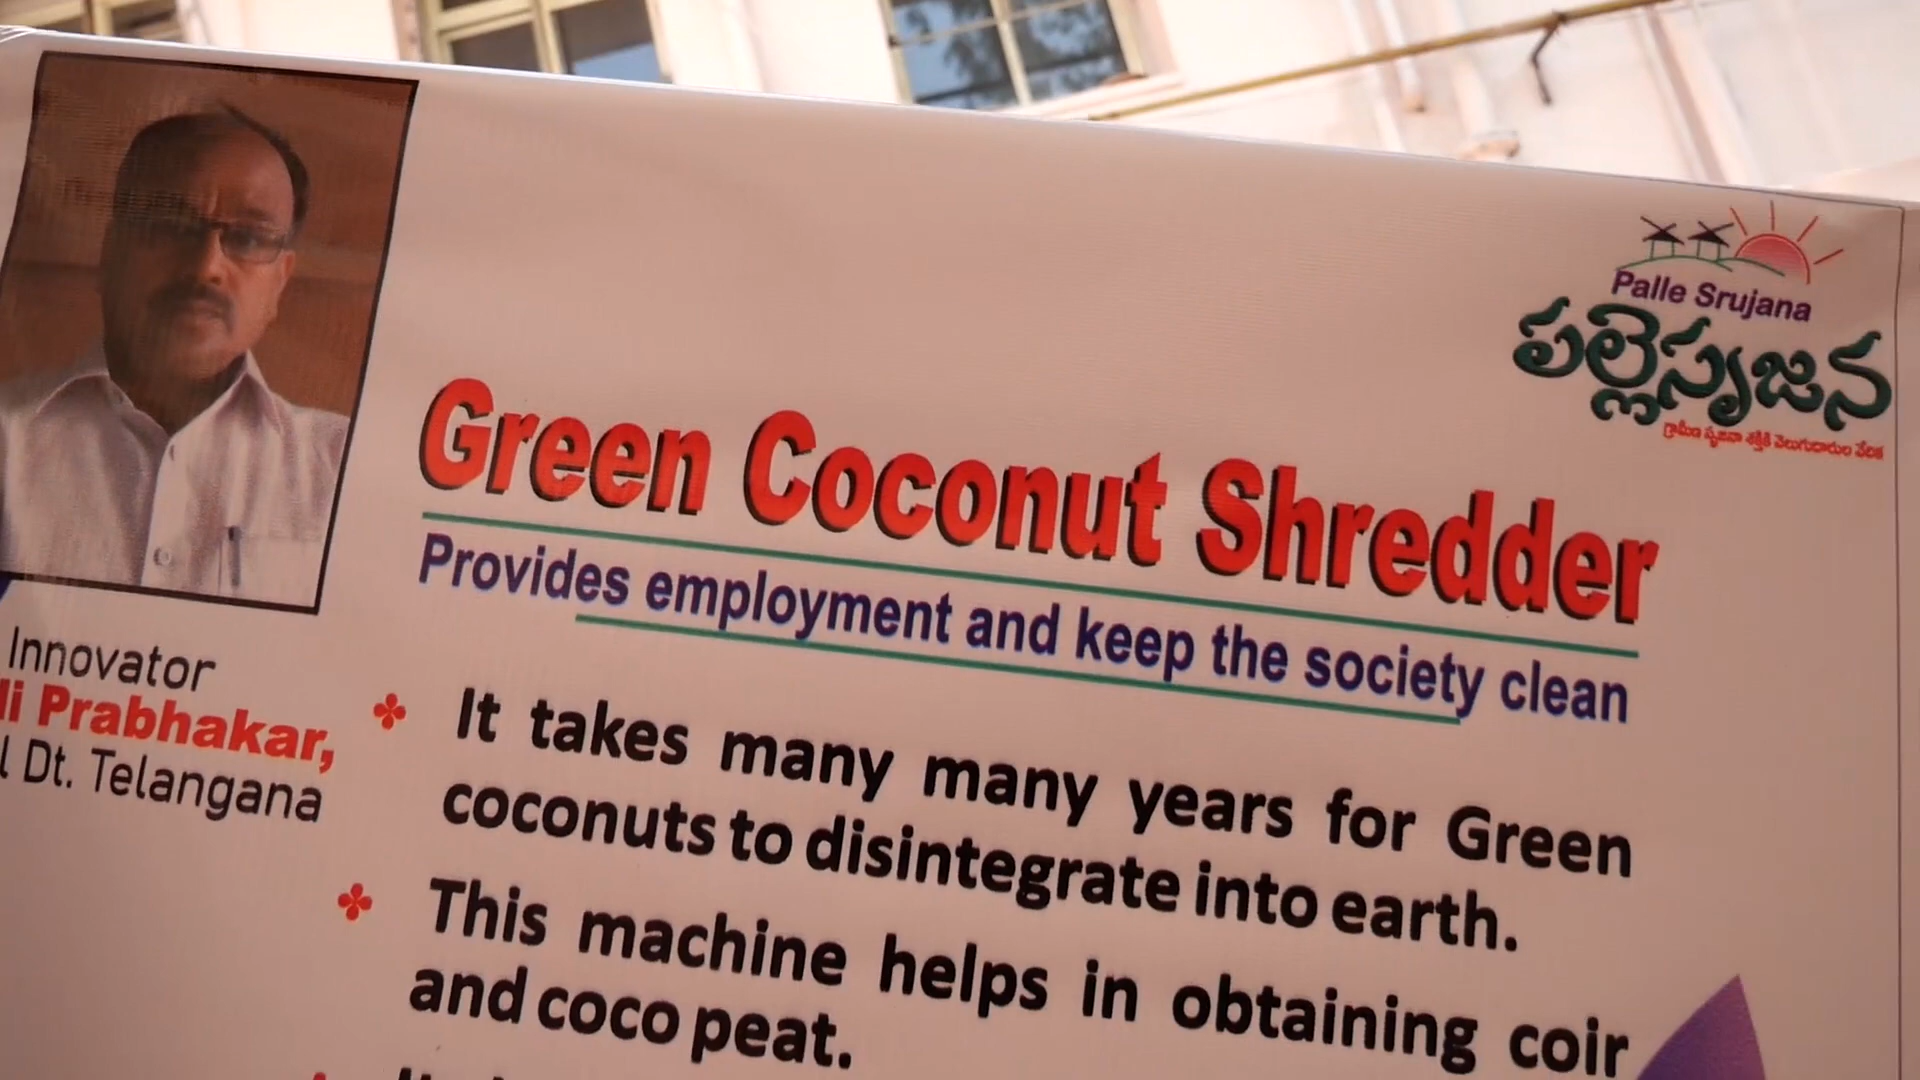 Palle Srujana
పల్లెసృజన
గ్రామీణ సృజనా శక్తికి వెలుగుదారుల వేదిక
Green Coconut Shredder
Provides employment and keep the society clean
Innovator
Prabhakar,
Dt. Telangana
It takes many many years for Green
coconuts to disintegrate into earth.
This machine helps in obtaining coir
and coco peat.